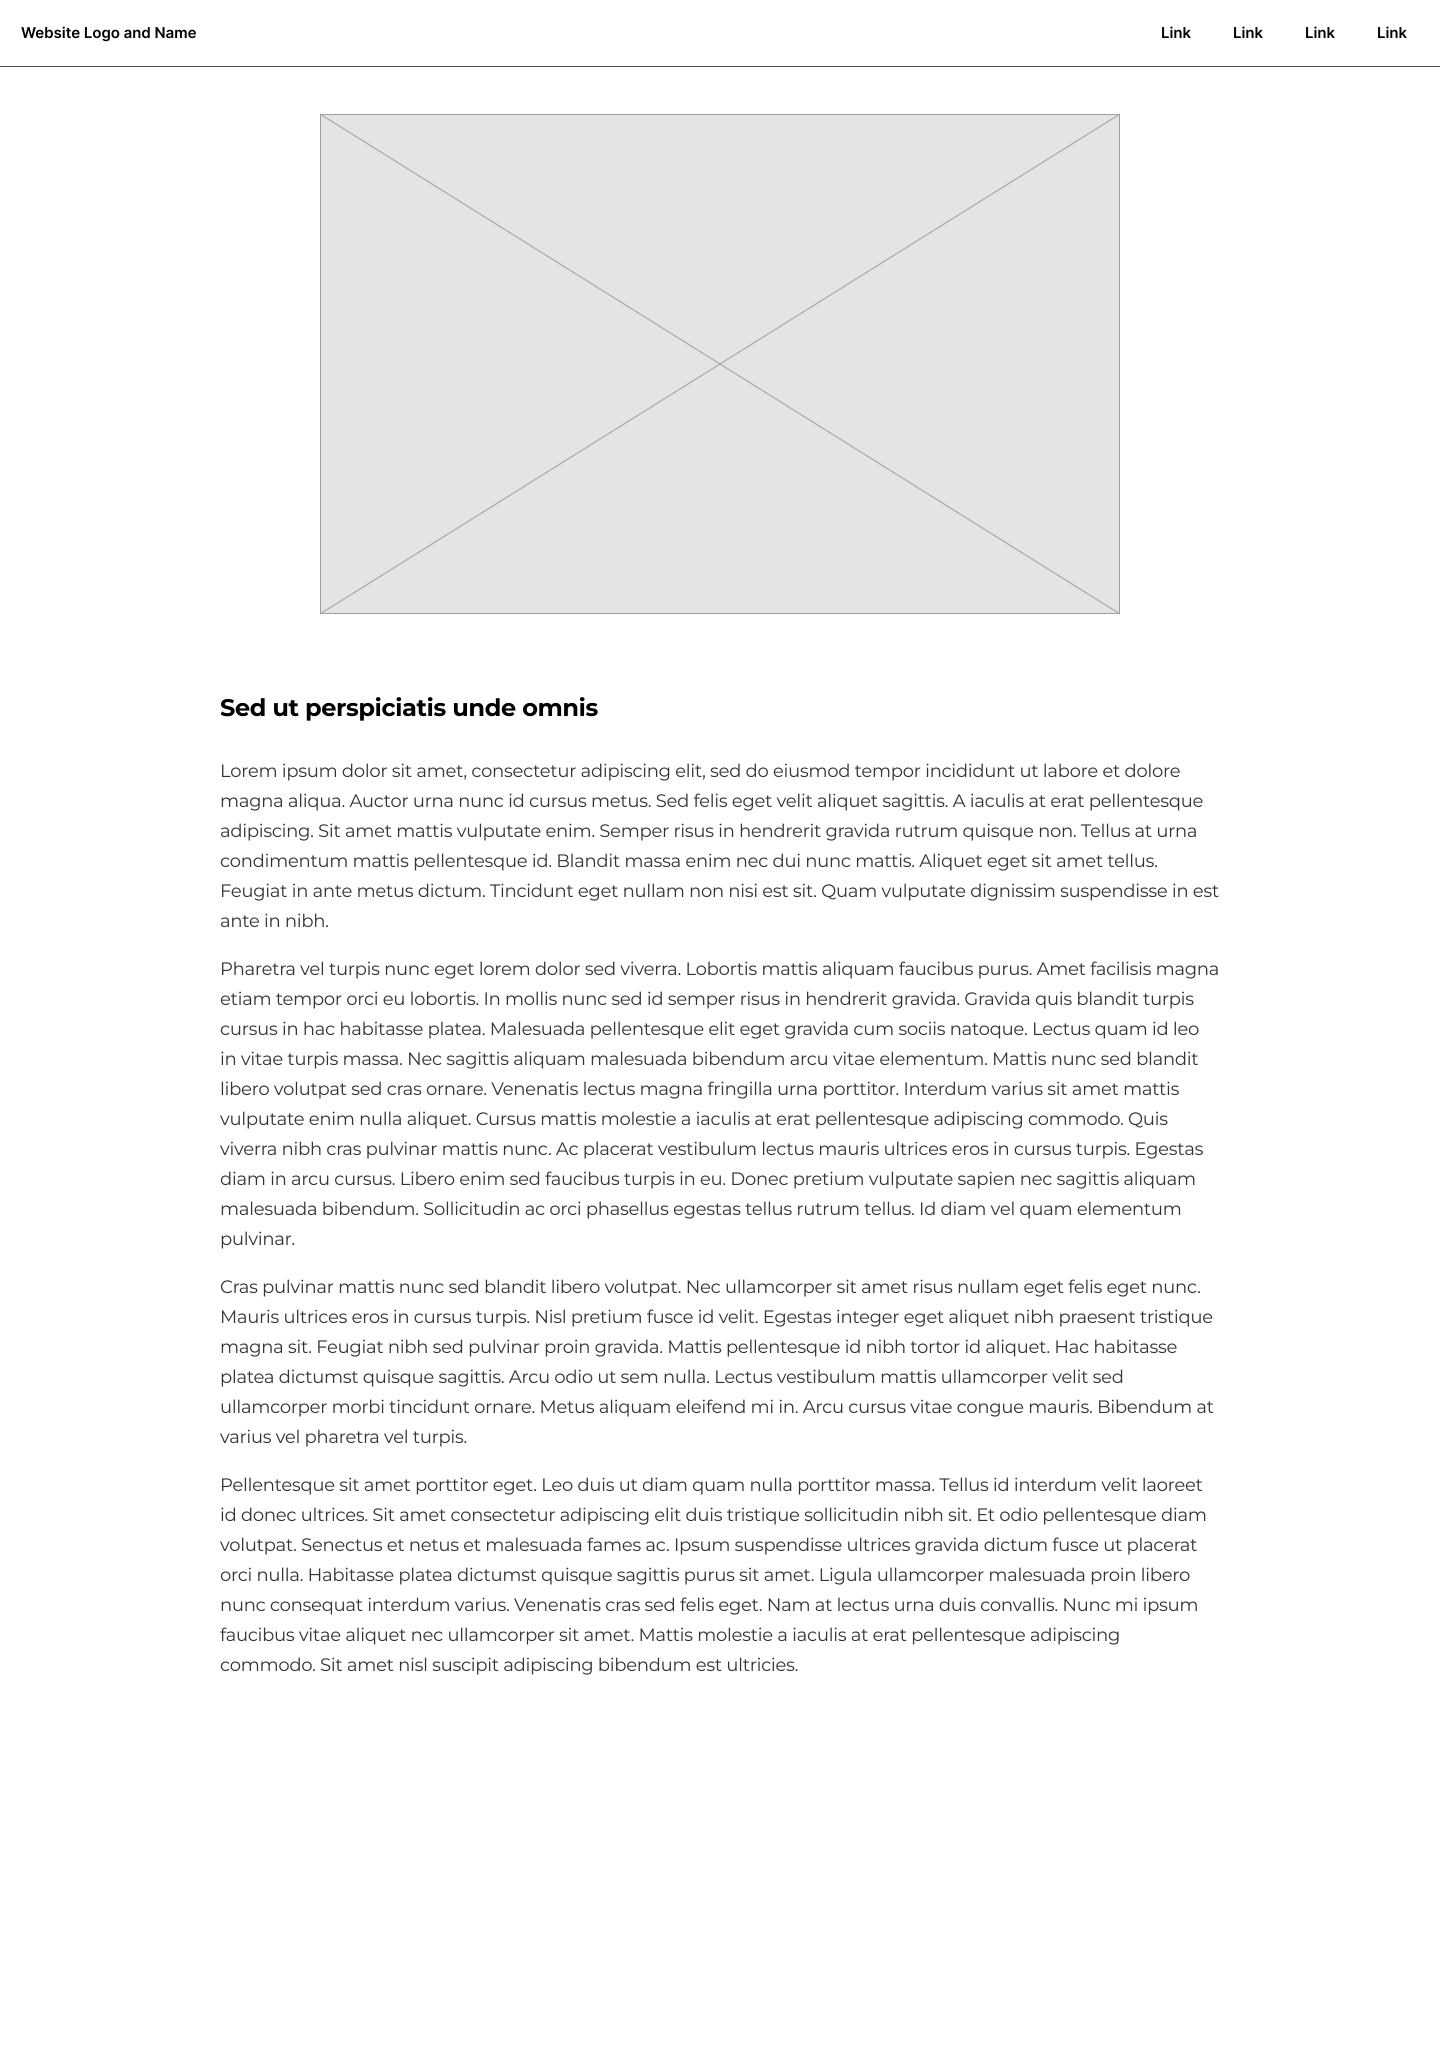 Website Logo and Name
Link Link Link Link
Sed ut perspiciatis unde omnis
Lorem ipsum dolor sit amet, consectetur adipiscing elit, sed do eiusmod tempor incididunt ut labore et dolore
magna aliqua. Auctor urna nunc id cursus metus. Sed felis eget velit aliquet sagittis. A iaculis at erat pellentesque
adipiscing. Sit amet mattis vulputate enim. Semper risus in hendrerit gravida rutrum quisque non. Tellus at urna
condimentum mattis pellentesque id. Blandit massa enim nec dui nunc mattis. Aliquet eget sit amet tellus.
Feugiat in ante metus dictum. Tincidunt eget nullam non nisi est sit. Quam vulputate dignissim suspendisse in est
ante in nibh.
Pharetra vel turpis nunc eget lorem dolor sed viverra. Lobortis mattis aliquam faucibus purus. Amet facilisis magna
etiam tempor orci eu lobortis. In mollis nunc sed id semper risus in hendrerit gravida. Gravida quis blandit turpis
cursus in hac habitasse platea. Malesuada pellentesque elit eget gravida cum sociis natoque. Lectus quam id leo
in vitae turpis massa. Nec sagittis aliquam malesuada bibendum arcu vitae elementum. Mattis nunc sed blandit
libero volutpat sed cras ornare. Venenatis lectus magna fringilla urna porttitor. Interdum varius sit amet mattis
vulputate enim nulla aliquet. Cursus mattis molestie a iaculis at erat pellentesque adipiscing commodo. Quis
viverra nibh cras pulvinar mattis nunc. Ac placerat vestibulum lectus mauris ultrices eros in cursus turpis. Egestas
diam in arcu cursus. Libero enim sed faucibus turpis in eu. Donec pretium vulputate sapien nec sagittis aliquam
malesuada bibendum. Sollicitudin ac orci phasellus egestas tellus rutrum tellus. Id diam vel quam elementum
pulvinar.
Cras pulvinar mattis nunc sed blandit libero volutpat. Nec ullamcorper sit amet risus nullam eget felis eget nunc.
Mauris ultrices eros in cursus turpis. Nisl pretium fusce id velit. Egestas integer eget aliquet nibh praesent tristique
magna sit. Feugiat nibh sed pulvinar proin gravida. Mattis pellentesque id nibh tortor id aliquet. Hac habitasse
platea dictumst quisque sagittis. Arcu odio ut sem nulla. Lectus vestibulum mattis ullamcorper velit sed
ullamcorper morbi tincidunt ornare. Metus aliquam eleifend mi in. Arcu cursus vitae congue mauris. Bibendum at
varius vel pharetra vel turpis.
Pellentesque sit amet porttitor eget. Leo duis ut diam quam nulla porttitor massa. Tellus id interdum velit laoreet
id donec ultrices. Sit amet consectetur adipiscing elit duis tristique sollicitudin nibh sit. Et odio pellentesque diam
volutpat. Senectus et netus et malesuada fames ac. Ipsum suspendisse ultrices gravida dictum fusce ut placerat
orci nulla. Habitasse platea dictumst quisque sagittis purus sit amet. Ligula ullamcorper malesuada proin libero
nunc consequat interdum varius. Venenatis cras sed felis eget. Nam at lectus urna duis convallis. Nunc mi ipsum
faucibus vitae aliquet nec ullamcorper sit amet. Mattis molestie a iaculis at erat pellentesque adipiscing
commodo. Sit amet nisl suscipit adipiscing bibendum est ultricies.